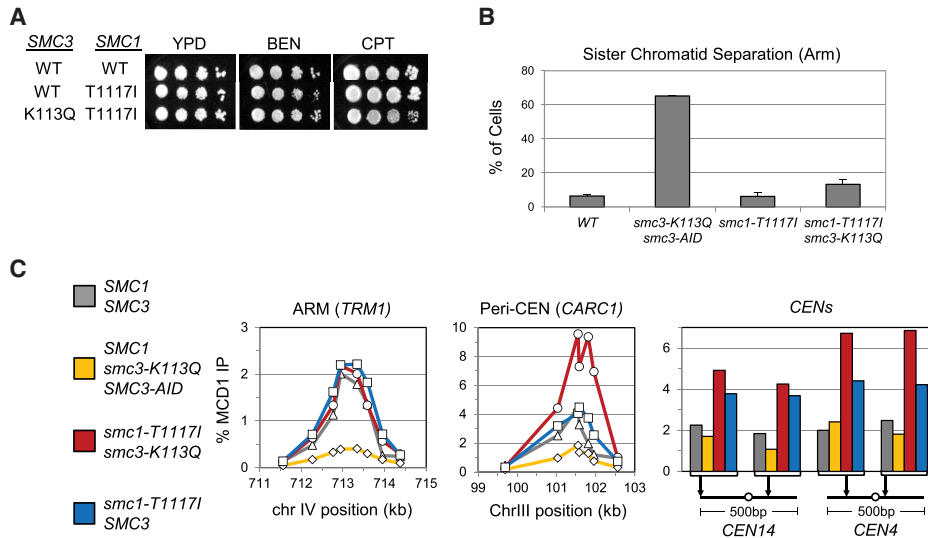 A
SMC3 SMC1 YPD BEN CPT
WT WT
WT T1117I
K113Q T1117I
B
Sister Chromatid Separation (Arm)
% of Cells
80
60
40
20
0
WT
smc3-K113Q
smc3-AID
smc1-T1117I
smc1-T1117I
smc3-K113Q
C
SMC1
SMC3
SMC1
smc3-K113Q
SMC3-AID
smc1-T1117I
smc3-K113Q
smc1-T1117I
SMC3
ARM (TRM1)
% MCD1 IP
3
2
1
0
711 712 713 714 715
chr IV position (kb)
Peri-CEN (CARC1)
10
8
6
4
2
0
99 100 101 102 103
ChrIII position (kb)
CENs
6
4
2
0
500bp
CEN14
500bp
CEN4